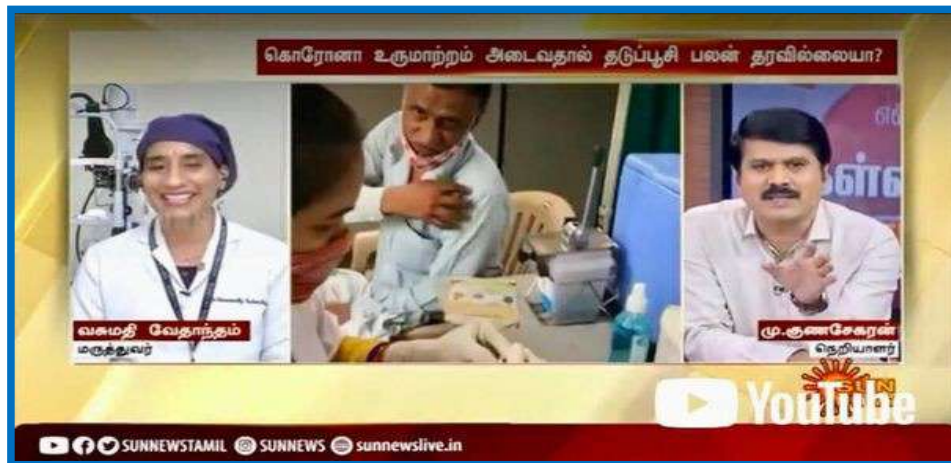 கொரோனா உருமாற்றம் அடைவதால் தடுப்பூசி பலன் தரவில்லையா?
வசுமதி வேதாந்தம்
மருத்துவர்
மு.குணசேகரன்
நெறியாளர்
SUN
YouTube
SUNNEWSTAMIL SUNNEWS sunnewslive.in